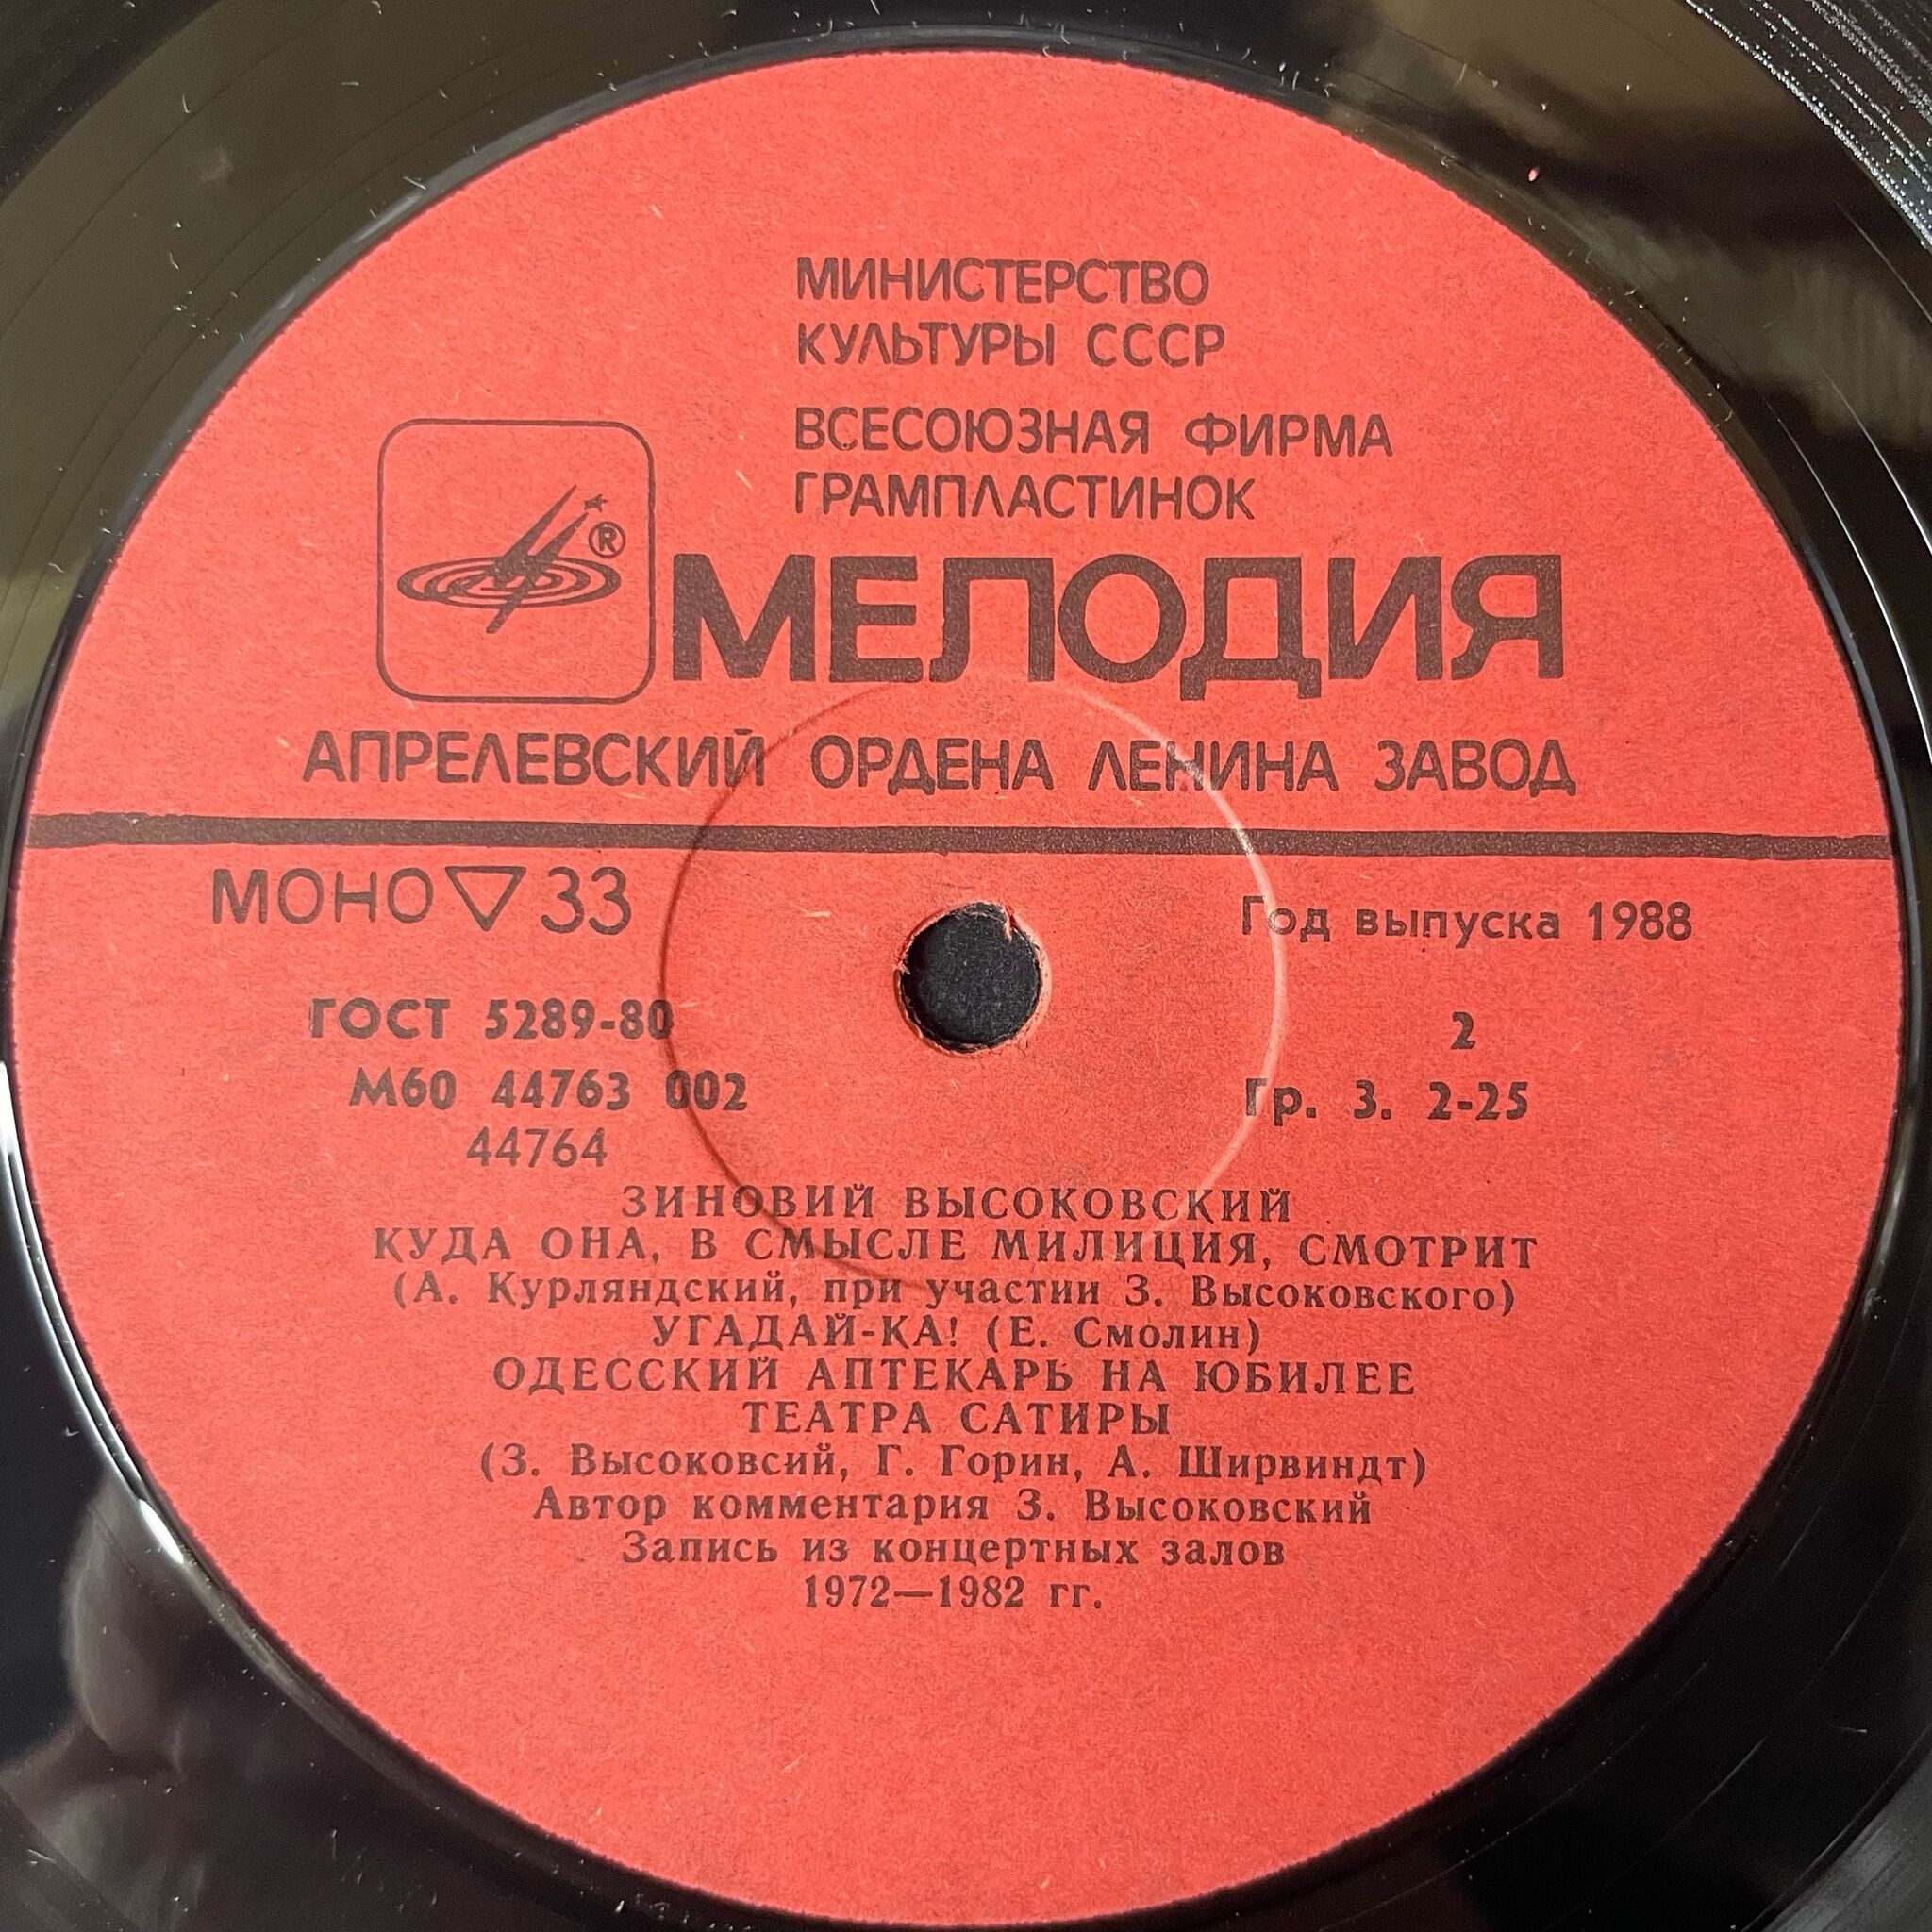 МИНИСТЕРСТВО
КУЛЬТУРЫ СССР
ВСЕСОЮЗНАЯ ФИРМА
ГРАМПЛАСТИНОК
®
МЕЛОДИЯ
АПРЕЛЕВСКИЙ ОРДЕНА ЛЕНИНА ЗАВОД
МОНО ▽ 33
Год выпуска 1988
ГОСТ 5289-80
2
М60 44763 002
Гр. 3. 2-25
44764
ЗИНОВИЙ ВЫСОКОВСКИЙ
КУДА ОНА, В СМЫСЛЕ МИЛИЦИЯ, СМОТРИТ
(А. Курляндский, при участии З. Высоковского)
УГАДАЙ-КА! (Е. Смолин)
ОДЕССКИЙ АПТЕКАРЬ НА ЮБИЛЕЕ
ТЕАТРА САТИРЫ
(З. Высоковсий, Г. Горин, А. Ширвиндт)
Автор комментария З. Высоковский
Запись из концертных залов
1972—1982 гг.